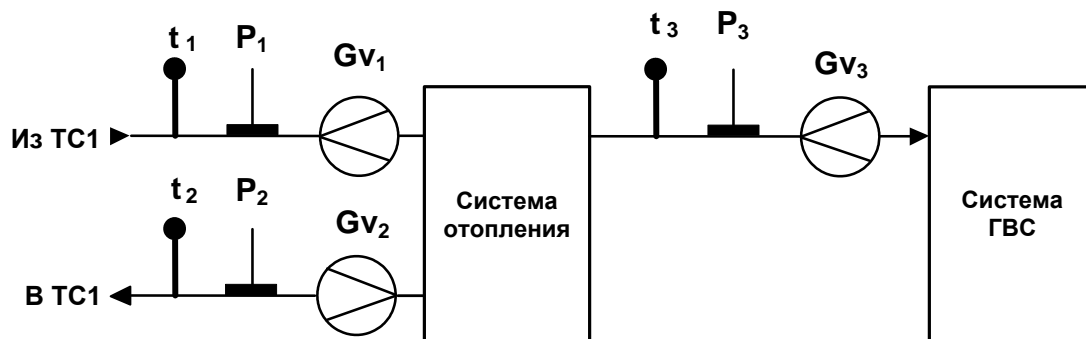 t 1 P1 Gv1 t 3 P3 Gv3
Из ТС1
t 2 P2 Gv2
Система
отопления
Система
ГВС
В ТС1